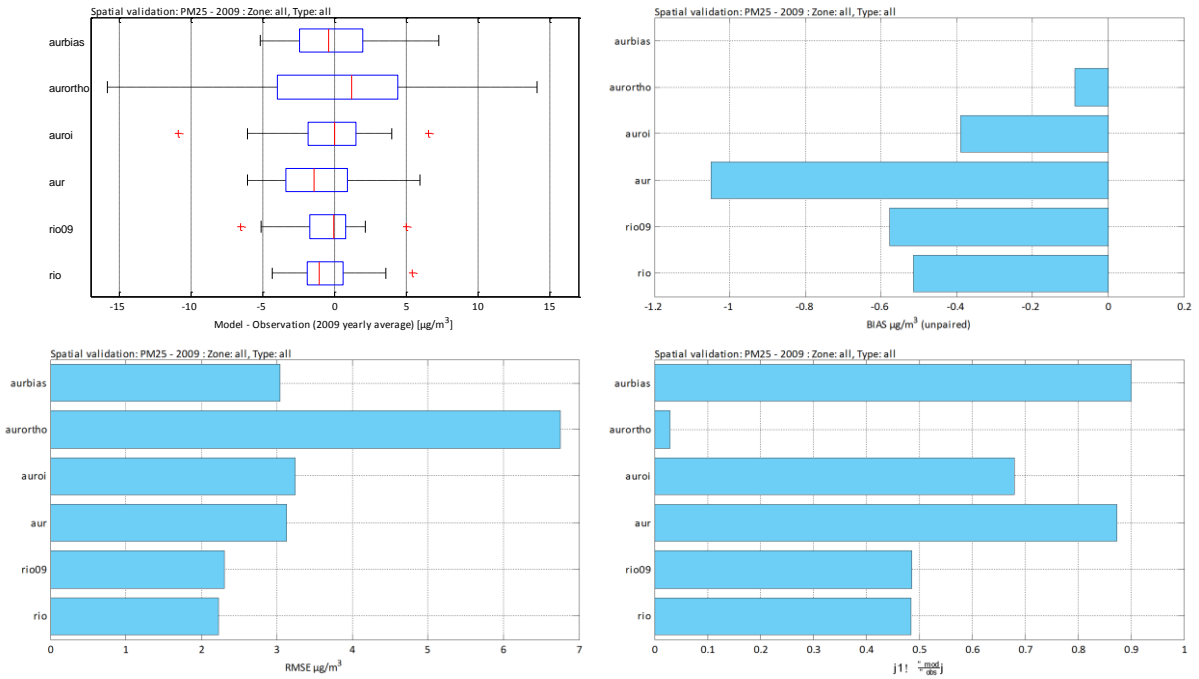 Spatial validation: PM25 - 2009 : Zone: all, Type: all
aurbias
aurortho
auroi
aur
rio09
rio
-15 -10 -5 0 5 10 15
Model - Observation (2009 yearly average) [µg/m³]
Spatial validation: PM25 - 2009 : Zone: all, Type: all
aurbias
aurortho
auroi
aur
rio09
rio
-1.2 -1 -0.8 -0.6 -0.4 -0.2 0 0.2
BIAS µg/m³ (unpaired)
Spatial validation: PM25 - 2009 : Zone: all, Type: all
aurbias
aurortho
auroi
aur
rio09
rio
0 1 2 3 4 5 6 7
RMSE µg/m³
Spatial validation: PM25 - 2009 : Zone: all, Type: all
aurbias
aurortho
auroi
aur
rio09
rio
0 0.1 0.2 0.3 0.4 0.5 0.6 0.7 0.8 0.9 1
j1! " mod " obs j